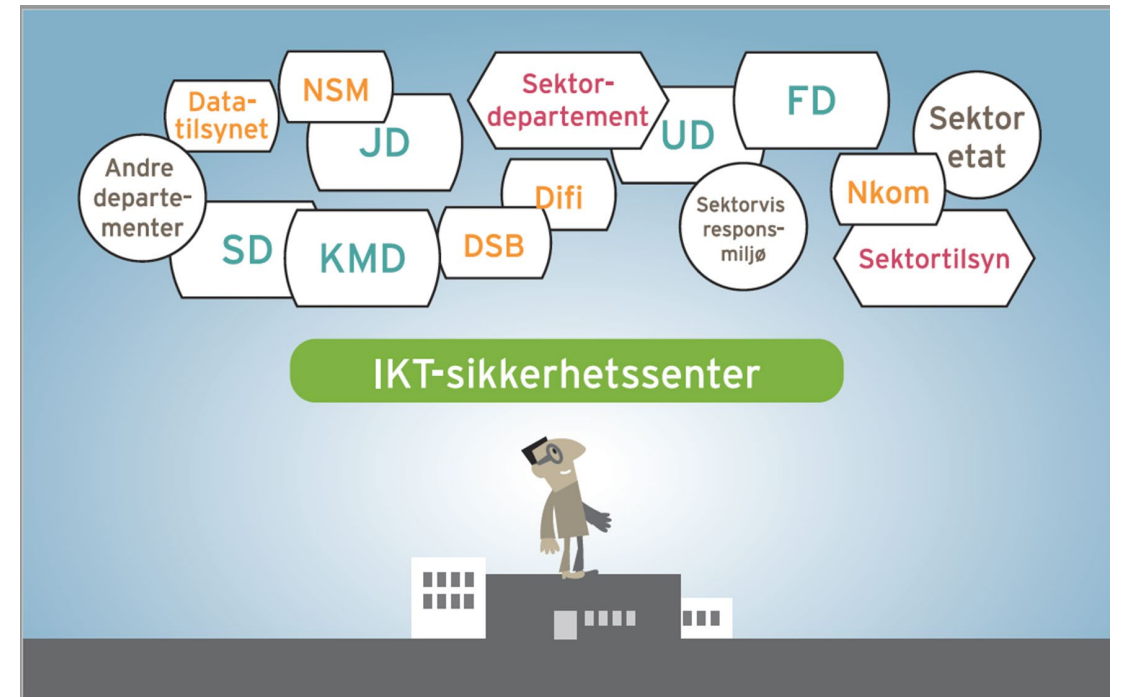 Data-
tilsynet
NSM
JD
Sektor-
departement
UD
FD
Sektor
etat
Andre
departe-
menter
SD
KMD
DSB
Difi
Sektorvis
respons-
miljø
Nkom
Sektortilsyn
IKT-sikkerhetssenter